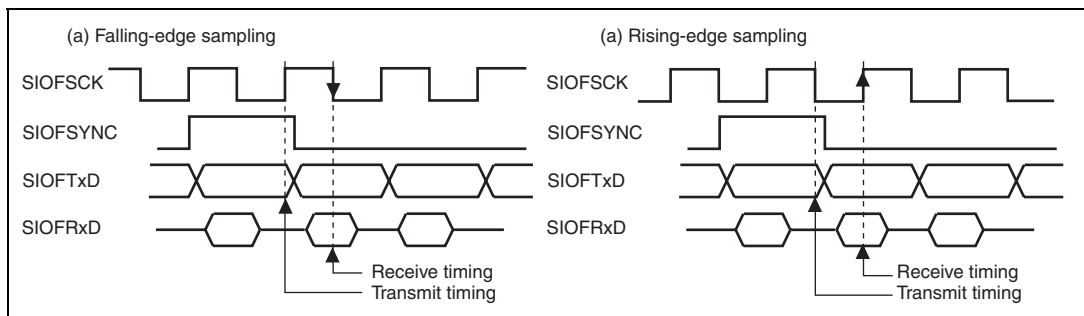 (a) Falling-edge sampling
SIOFSCK
SIOFSYNC
SIOFTxD
SIOFRxD
Receive timing
Transmit timing
(a) Rising-edge sampling
SIOFSCK
SIOFSYNC
SIOFTxD
SIOFRxD
Receive timing
Transmit timing